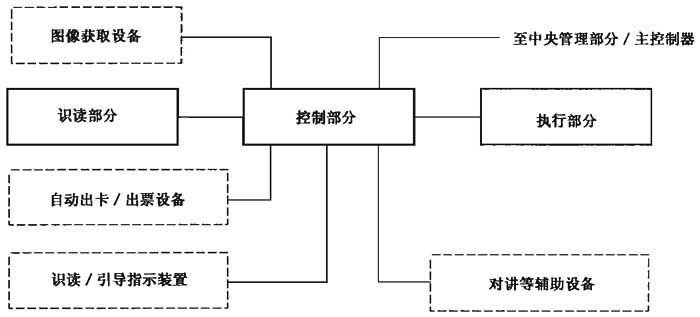 图像获取设备
至中央管理部分 / 主控制器
识读部分
控制部分
执行部分
自动出卡 / 出票设备
识读 / 引导指示装置
对讲等辅助设备